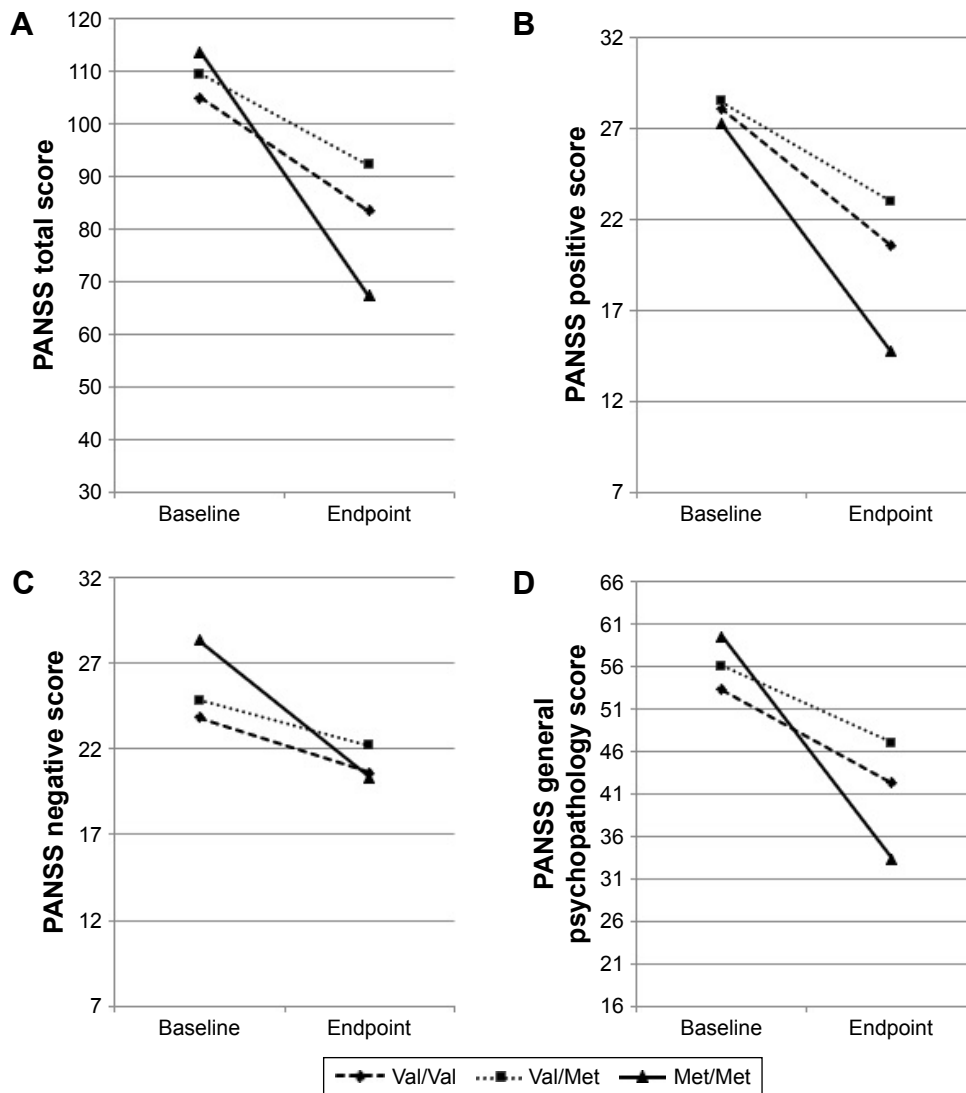 A
PANSS total score
120
110
100
90
80
70
60
50
40
30
Baseline Endpoint
B
PANSS positive score
32
27
22
17
12
7
Baseline Endpoint
C
PANSS negative score
32
27
22
17
12
7
Baseline Endpoint
D
PANSS general
psychopathology score
66
61
56
51
46
41
36
31
26
21
16
Baseline Endpoint
Val/Val Val/Met Met/Met